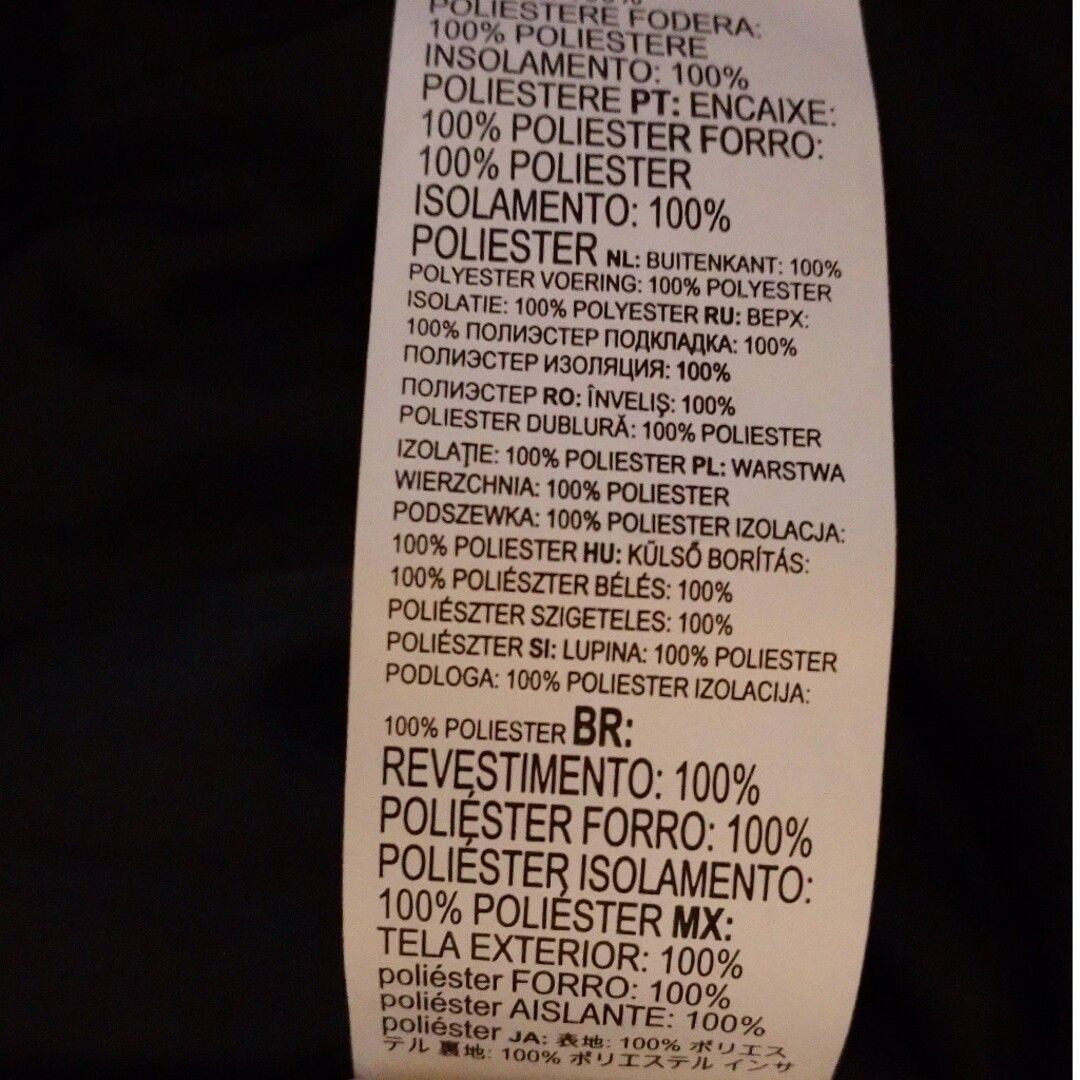 POLIESTERE FODERA:
100% POLIESTERE
INSOLAMENTO: 100%
POLIESTERE PT: ENCAIXE:
100% POLIESTER FORRO:
100% POLIESTER
ISOLAMENTO: 100%
POLIESTER NL: BUITENKANT: 100%
POLYESTER VOERING: 100% POLYESTER
ISOLATIE: 100% POLYESTER RU: ВЕРХ:
100% ПОЛИЭСТЕР ПОДКЛАДКА: 100%
ПОЛИЭСТЕР ИЗОЛЯЦИЯ: 100%
ПОЛИЭСТЕР RO: ÎNVELIŞ: 100%
POLIESTER DUBLURĂ: 100% POLIESTER
IZOLAŢIE: 100% POLIESTER PL: WARSTWA
WIERZCHNIA: 100% POLIESTER
PODSZEWKA: 100% POLIESTER IZOLACJA:
100% POLIESTER HU: KÜLSŐ BORÍTÁS:
100% POLIÉSZTER BÉLÉS: 100%
POLIÉSZTER SZIGETELES: 100%
POLIÉSZTER SI: LUPINA: 100% POLIESTER
PODLOGA: 100% POLIESTER IZOLACIJA:
100% POLIESTER BR:
REVESTIMENTO: 100%
POLIÉSTER FORRO: 100%
POLIÉSTER ISOLAMENTO:
100% POLIÉSTER MX:
TELA EXTERIOR: 100%
poliéster FORRO: 100%
poliéster AISLANTE: 100%
poliéster JA: 表地: 100% ポリエス
テル 裏地: 100% ポリエステル インサ